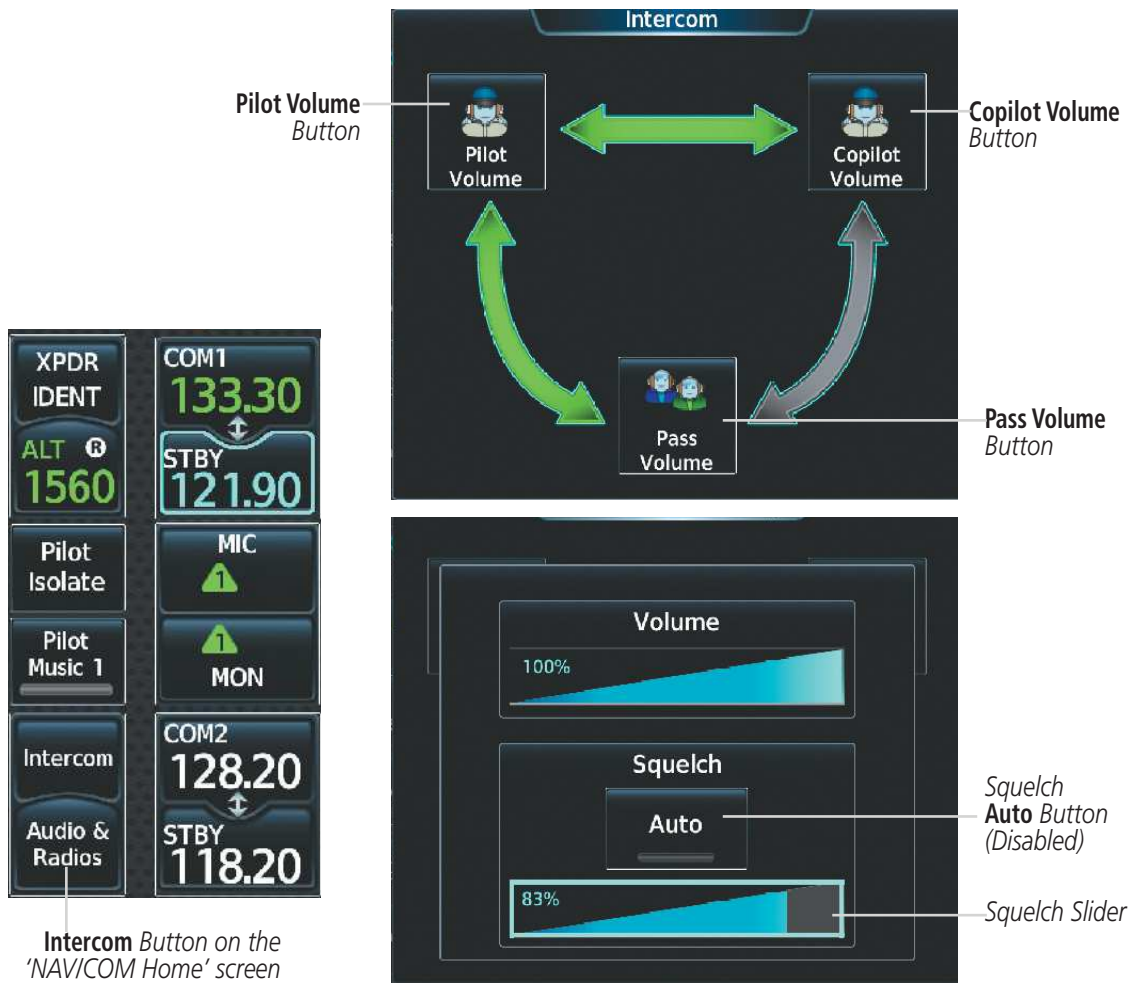 Intercom
Pilot Volume
Button
Pilot
Volume
Copilot
Volume
Copilot Volume
Button
Pass
Volume
Pass Volume
Button
XPDR
IDENT
ALT R
1560
COM1
133.30
STBY
121.90
Pilot
Isolate
MIC
1
Pilot
Music 1
1
MON
Intercom
Audio &
Radios
COM2
128.20
STBY
118.20
Intercom Button on the
'NAV/COM Home' screen
Volume
100%
Squelch
Auto
Squelch
Auto Button
(Disabled)
83%
Squelch Slider